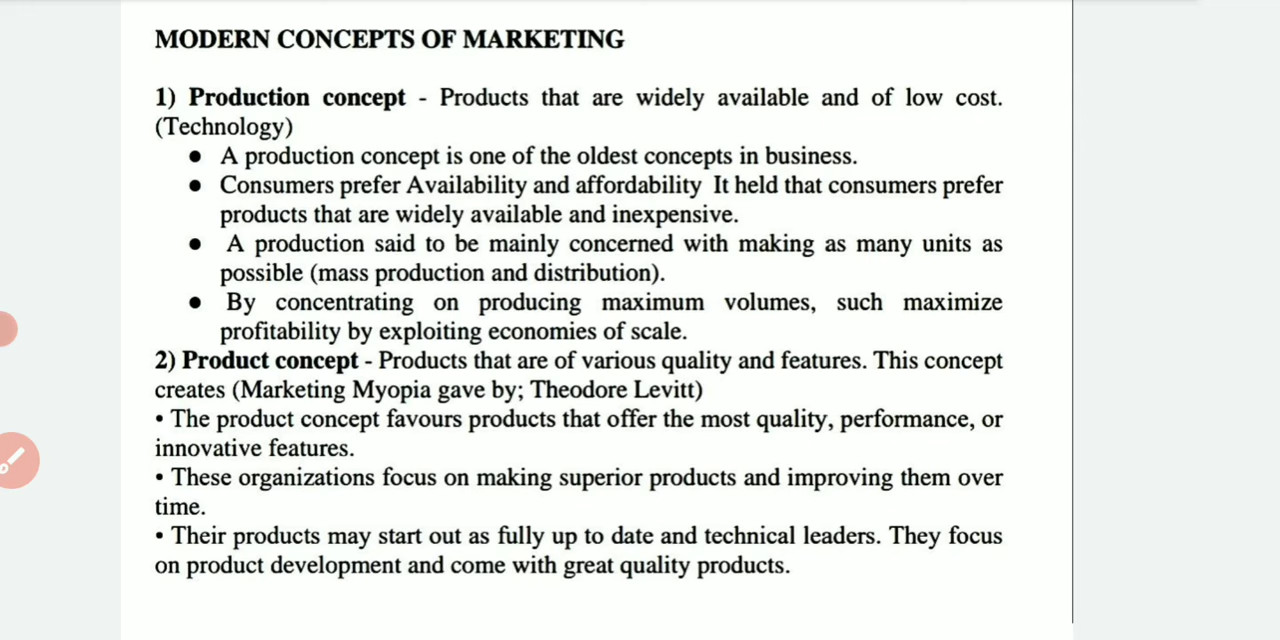 MODERN CONCEPTS OF MARKETING
1) Production concept - Products that are widely available and of low cost.
(Technology)
● A production concept is one of the oldest concepts in business.
● Consumers prefer Availability and affordability It held that consumers prefer
products that are widely available and inexpensive.
● A production said to be mainly concerned with making as many units as
possible (mass production and distribution).
● By concentrating on producing maximum volumes, such maximize
profitability by exploiting economies of scale.
2) Product concept - Products that are of various quality and features. This concept
creates (Marketing Myopia gave by; Theodore Levitt)
• The product concept favours products that offer the most quality, performance, or
innovative features.
• These organizations focus on making superior products and improving them over
time.
• Their products may start out as fully up to date and technical leaders. They focus
on product development and come with great quality products.